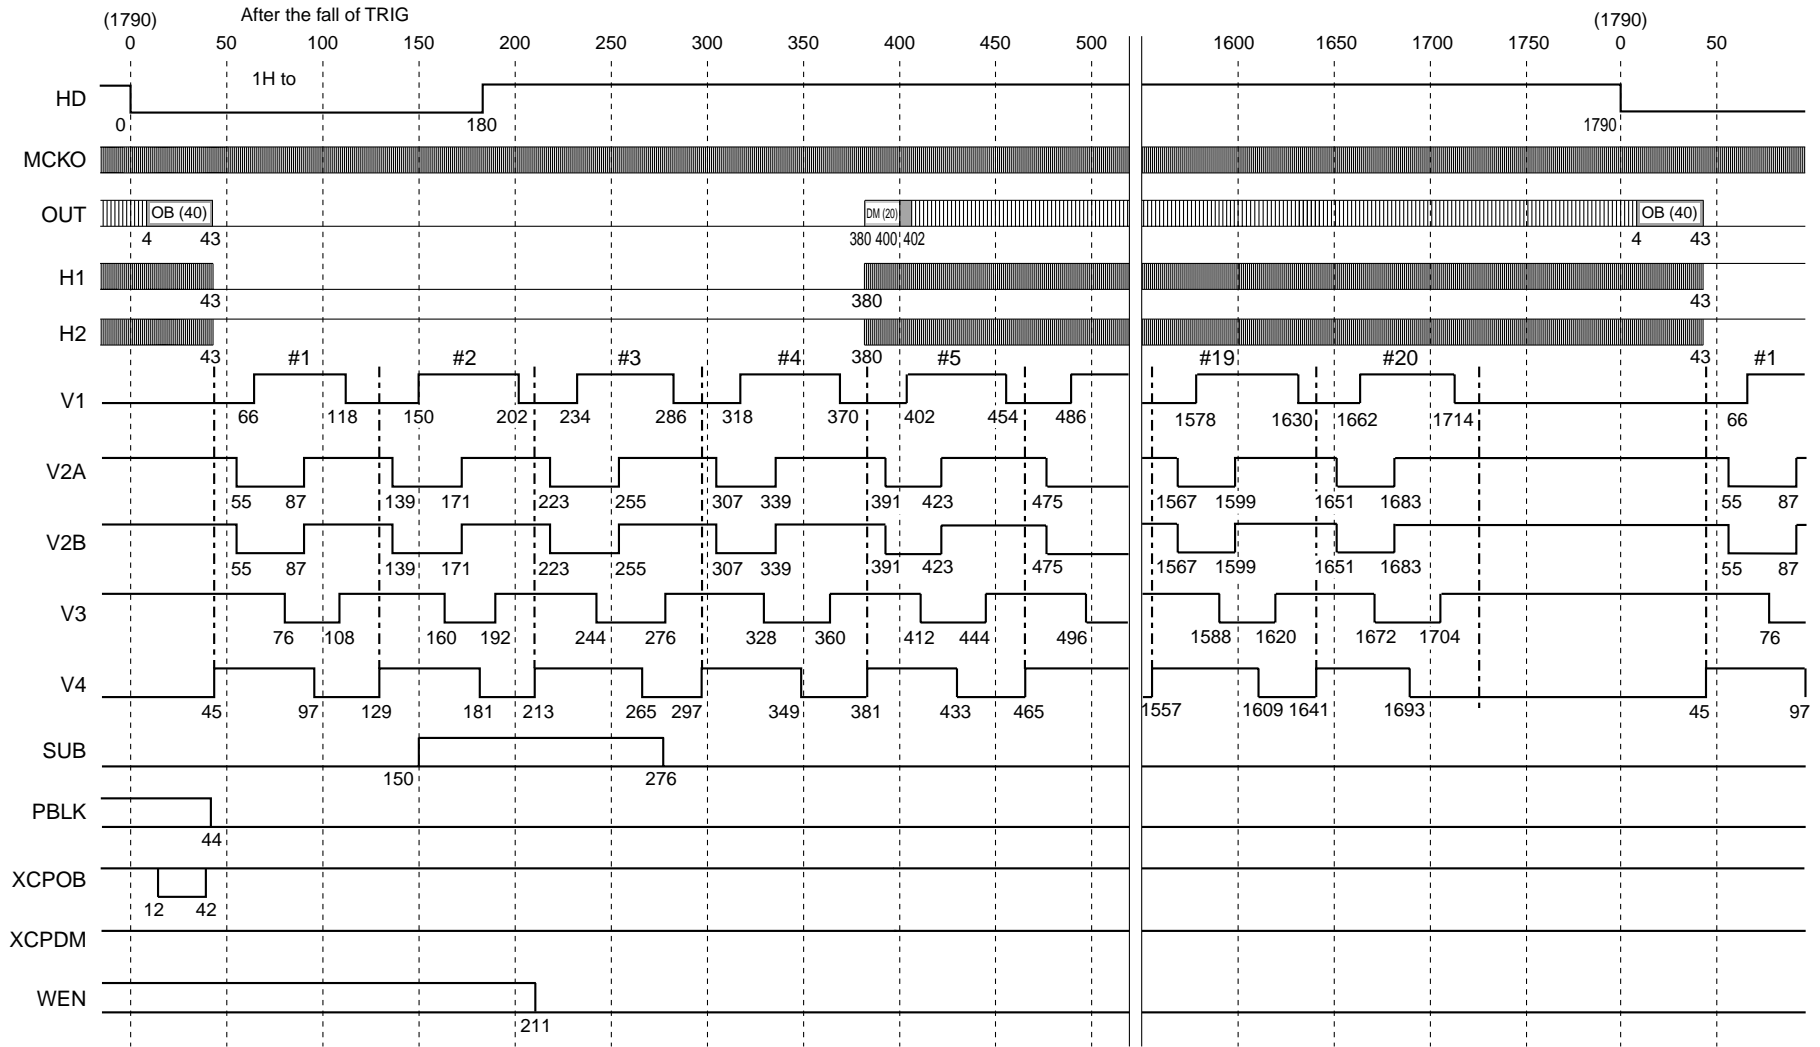 (1790) After the fall of TRIG (1790)
0 50 100 150 200 250 300 350 400 450 500 1600 1650 1700 1750 0 50
1H to
HD
0 180 1790
MCKO
OUT OB (40) DM (20) OB (40)
4 43 380 400 402 4 43
H1
43 380 43
H2
43 380 43
#1 #2 #3 #4 #5 #19 #20 #1
V1
66 118 150 202 234 286 318 370 402 454 486 1578 1630 1662 1714 66
V2A
55 87 139 171 223 255 307 339 391 423 475 1567 1599 1651 1683 55 87
V2B
55 87 139 171 223 255 307 339 391 423 475 1567 1599 1651 1683 55 87
V3
76 108 160 192 244 276 328 360 412 444 496 1588 1620 1672 1704 76
V4
45 97 129 181 213 265 297 349 381 433 465 1557 1609 1641 1693 45 97
SUB
150 276
PBLK
44
XCPOB
12 42
XCPDM
WEN
211